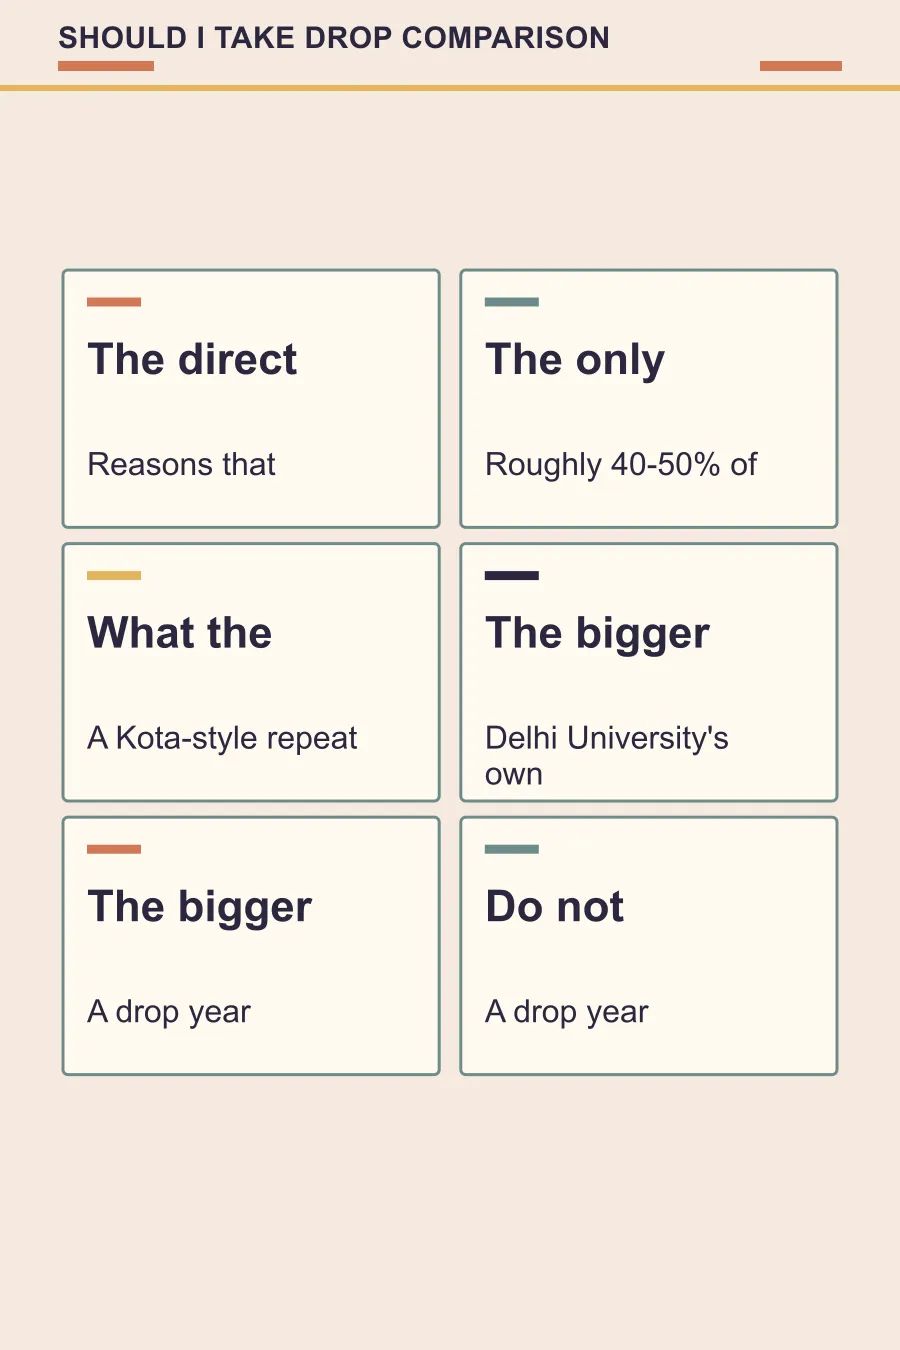 SHOULD I TAKE DROP COMPARISON
The direct
Reasons that
The only
Roughly 40-50% of
What the
A Kota-style repeat
The bigger
Delhi University's
own
The bigger
A drop year
Do not
A drop year